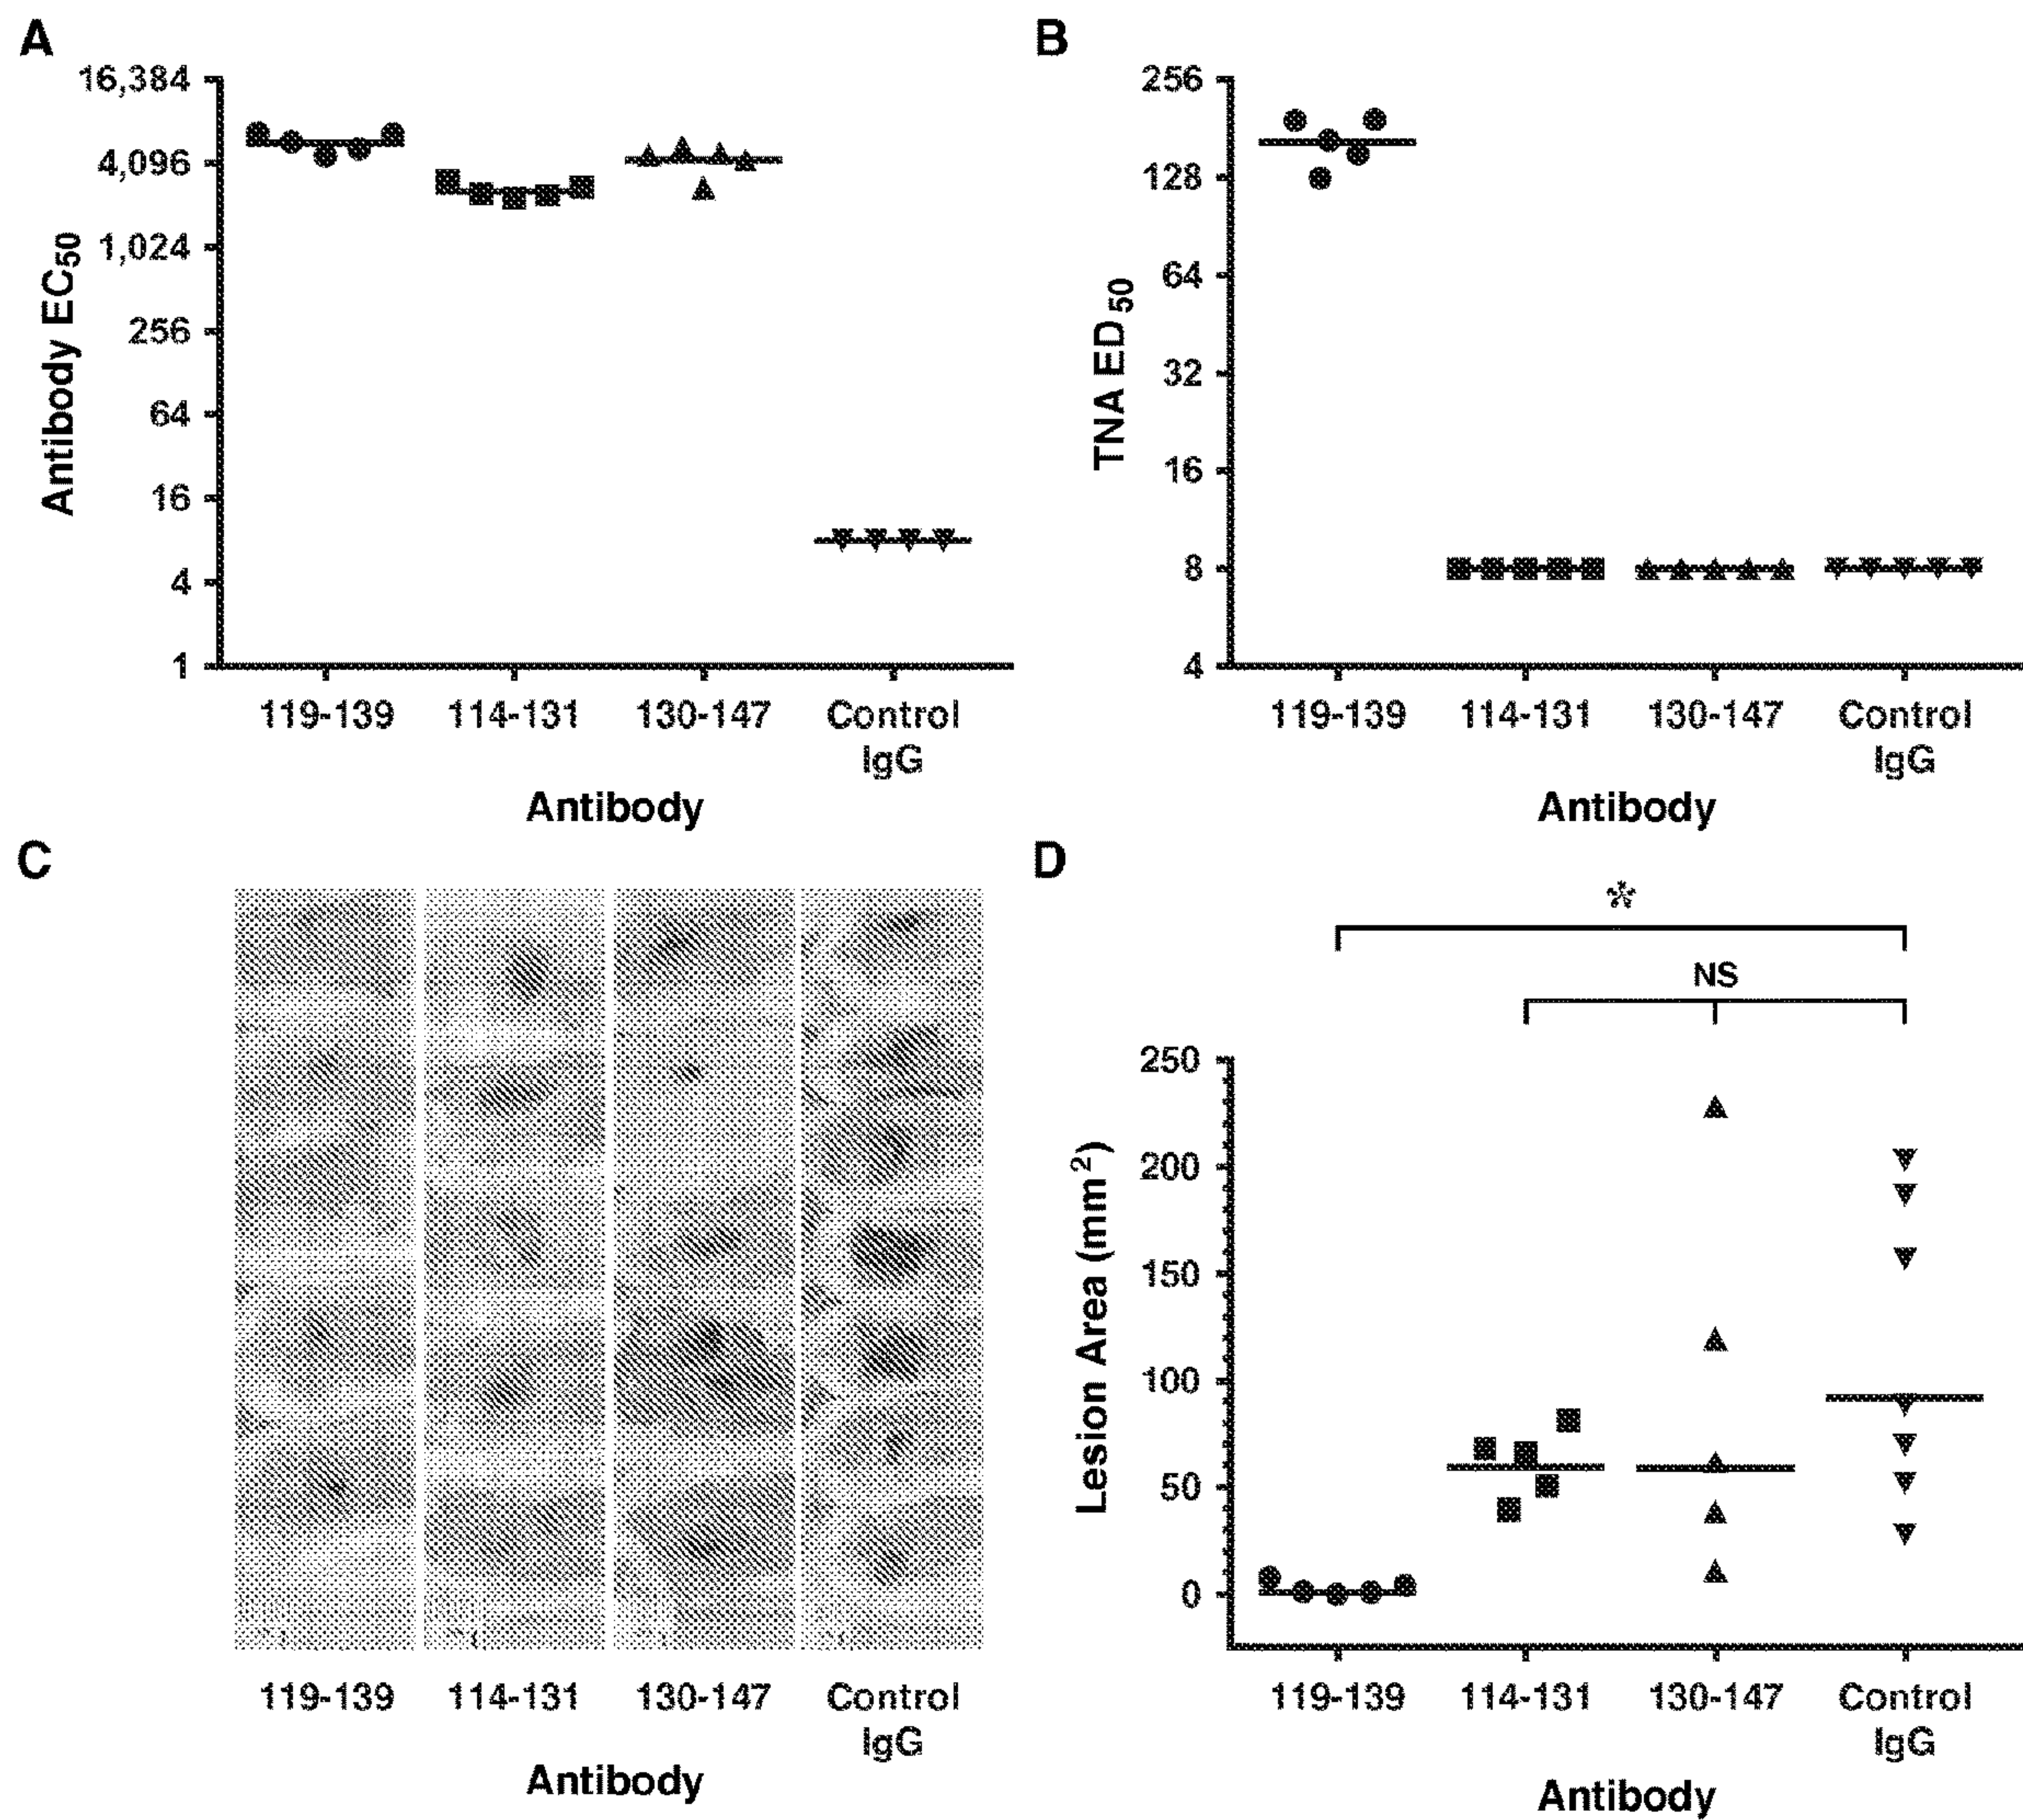 A
16,384
4,096
1,024
256
64
16
4
1
Antibody EC50
119-139 114-131 130-147 Control
IgG
Antibody
B
256
128
64
32
16
8
4
TNA ED50
119-139 114-131 130-147 Control
IgG
Antibody
C
119-139 114-131 130-147 Control
IgG
Antibody
D
*
NS
250
200
150
100
50
0
Lesion Area (mm2)
119-139 114-131 130-147 Control
IgG
Antibody